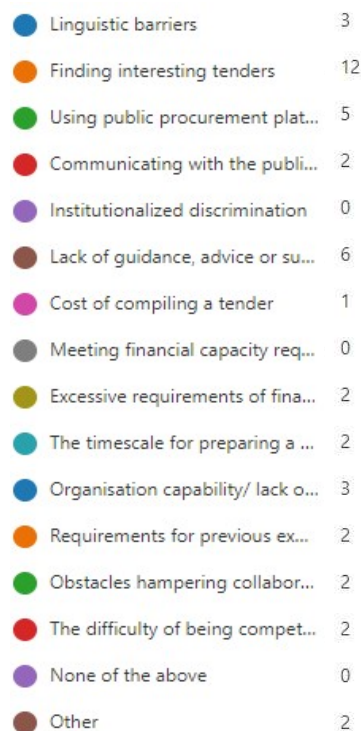 Linguistic barriers 3
Finding interesting tenders 12
Using public procurement plat... 5
Communicating with the publi... 2
Institutionalized discrimination 0
Lack of guidance, advice or su... 6
Cost of compiling a tender 1
Meeting financial capacity req... 0
Excessive requirements of fina... 2
The timescale for preparing a ... 2
Organisation capability/ lack o... 3
Requirements for previous ex... 2
Obstacles hampering collabor... 2
The difficulty of being compet... 2
None of the above 0
Other 2